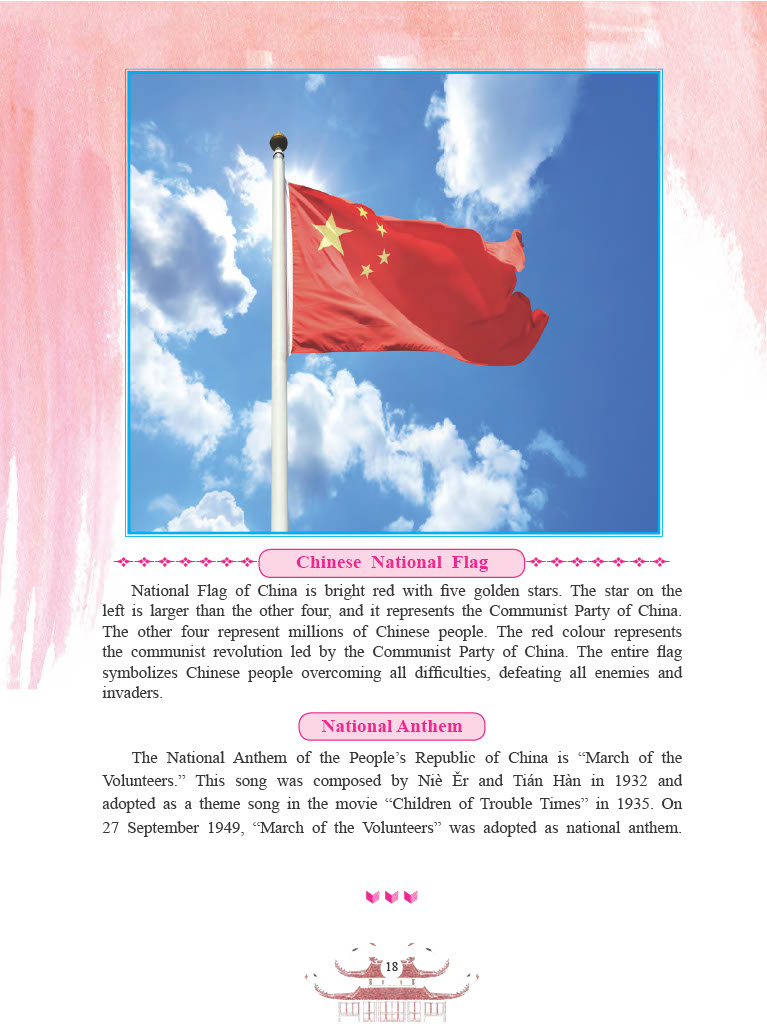 Chinese National Flag
National Flag of China is bright red with five golden stars. The star on the
left is larger than the other four, and it represents the Communist Party of China.
The other four represent millions of Chinese people. The red colour represents
the communist revolution led by the Communist Party of China. The entire flag
symbolizes Chinese people overcoming all difficulties, defeating all enemies and
invaders.
National Anthem
The National Anthem of the People’s Republic of China is “March of the
Volunteers.” This song was composed by Niè Ěr and Tián Hàn in 1932 and
adopted as a theme song in the movie “Children of Trouble Times” in 1935. On
27 September 1949, “March of the Volunteers” was adopted as national anthem.
18